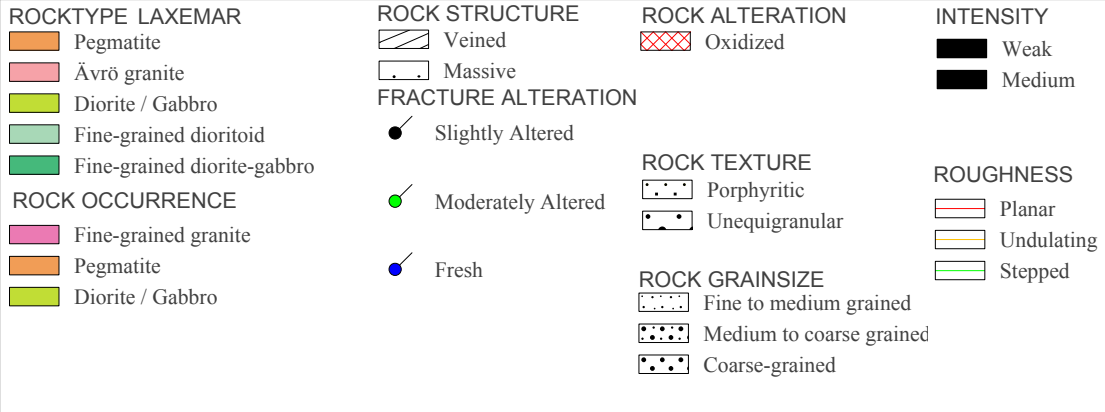 ROCKTYPE LAXEMAR
Pegmatite
Ävrö granite
Diorite / Gabbro
Fine-grained dioritoid
Fine-grained diorite-gabbro
ROCK OCCURRENCE
Fine-grained granite
Pegmatite
Diorite / Gabbro
ROCK STRUCTURE
Veined
Massive
FRACTURE ALTERATION
Slightly Altered
Moderately Altered
Fresh
ROCK ALTERATION
Oxidized
ROCK TEXTURE
Porphyritic
Unequigranular
ROCK GRAINSIZE
Fine to medium grained
Medium to coarse grained
Coarse-grained
INTENSITY
Weak
Medium
ROUGHNESS
Planar
Undulating
Stepped